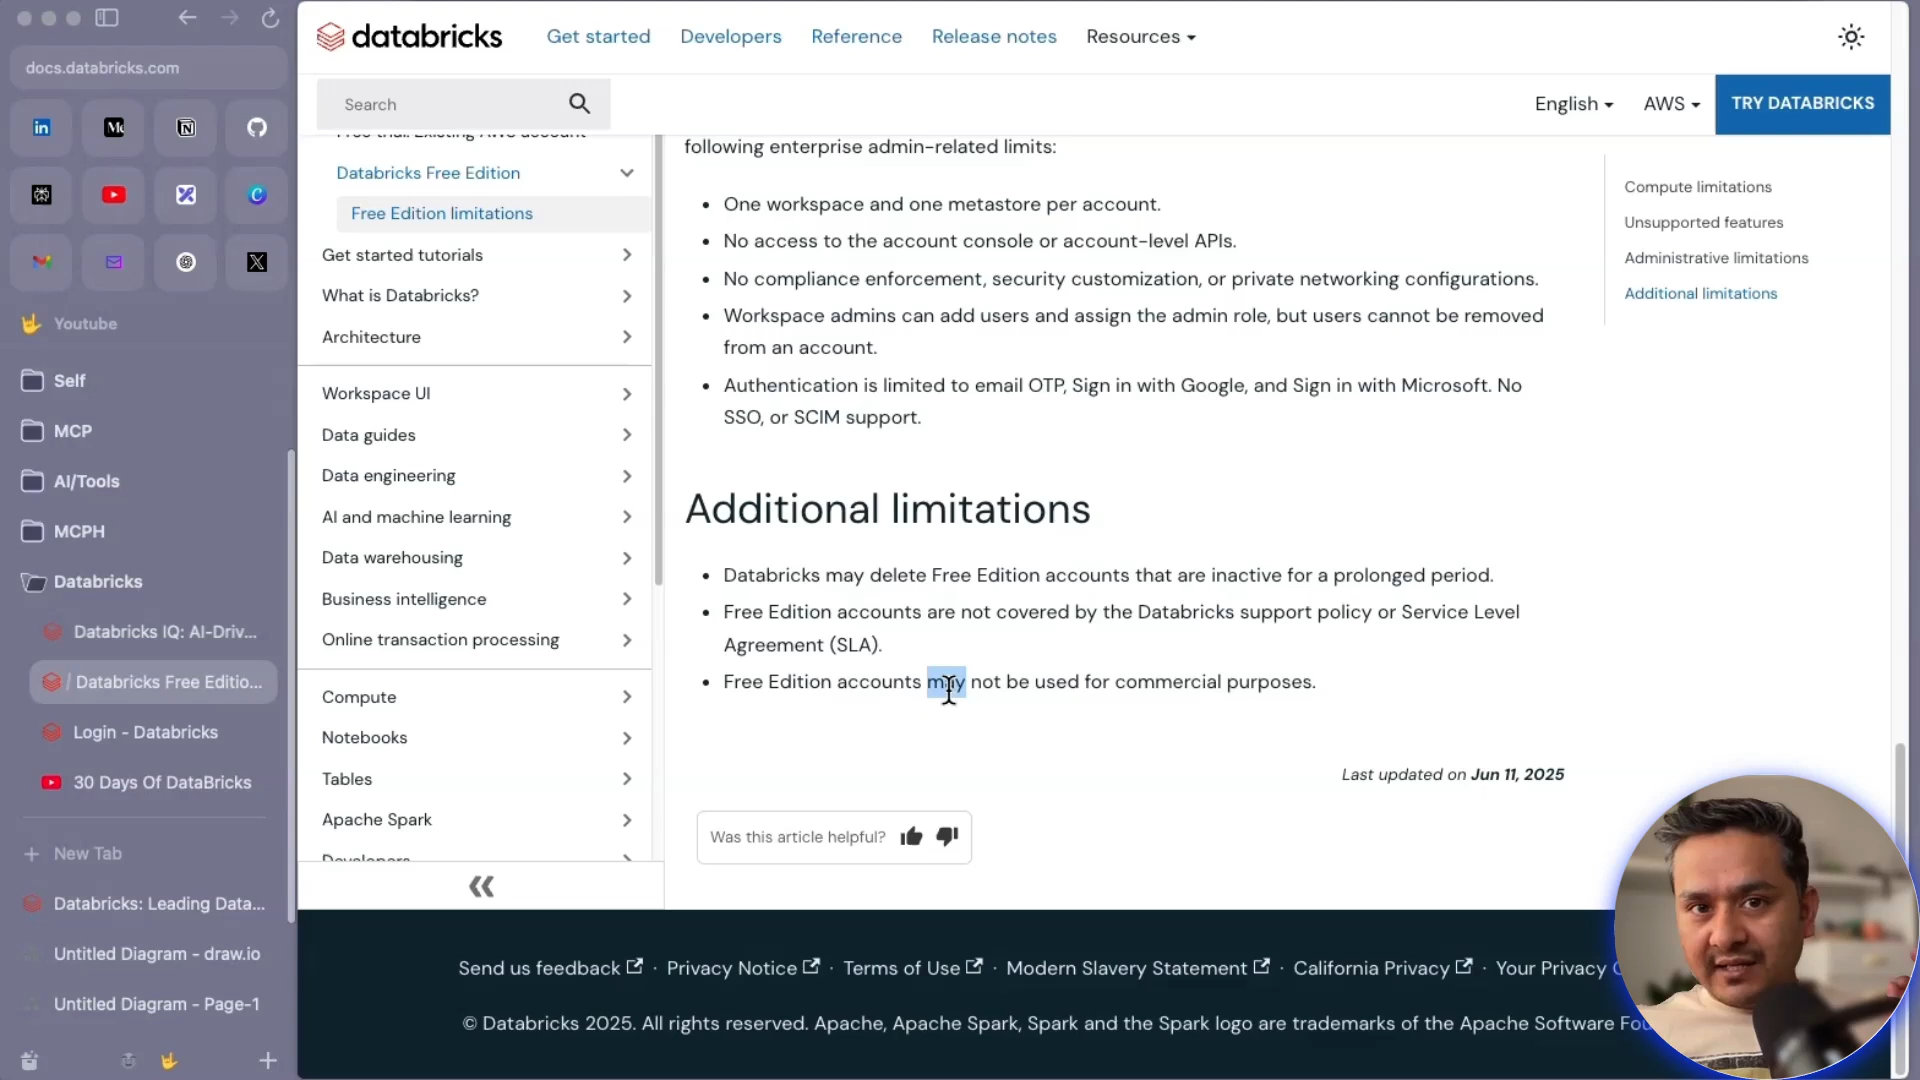 docs.databricks.com
Youtube
Self
MCP
AI/Tools
MCPH
Databricks
Databricks IQ: AI-Driv...
/ Databricks Free Editio...
Login - Databricks
30 Days Of DataBricks
New Tab
Databricks: Leading Data...
Untitled Diagram - draw.io
Untitled Diagram - Page-1
databricks
Get started
Developers
Reference
Release notes
Resources
Search
English
AWS
TRY DATABRICKS
Free trial: Existing AWS account
Databricks Free Edition
Free Edition limitations
Get started tutorials
What is Databricks?
Architecture
Workspace UI
Data guides
Data engineering
AI and machine learning
Data warehousing
Business intelligence
Online transaction processing
Compute
Notebooks
Tables
Apache Spark
Developers
following enterprise admin-related limits:
• One workspace and one metastore per account.
• No access to the account console or account-level APIs.
• No compliance enforcement, security customization, or private networking configurations.
• Workspace admins can add users and assign the admin role, but users cannot be removed
from an account.
• Authentication is limited to email OTP, Sign in with Google, and Sign in with Microsoft. No
SSO, or SCIM support.
Additional limitations
• Databricks may delete Free Edition accounts that are inactive for a prolonged period.
• Free Edition accounts are not covered by the Databricks support policy or Service Level
Agreement (SLA).
• Free Edition accounts may not be used for commercial purposes.
Last updated on Jun 11, 2025
Was this article helpful?
Compute limitations
Unsupported features
Administrative limitations
Additional limitations
Send us feedback · Privacy Notice · Terms of Use · Modern Slavery Statement · California Privacy · Your Privacy
© Databricks 2025. All rights reserved. Apache, Apache Spark, Spark and the Spark logo are trademarks of the Apache Software